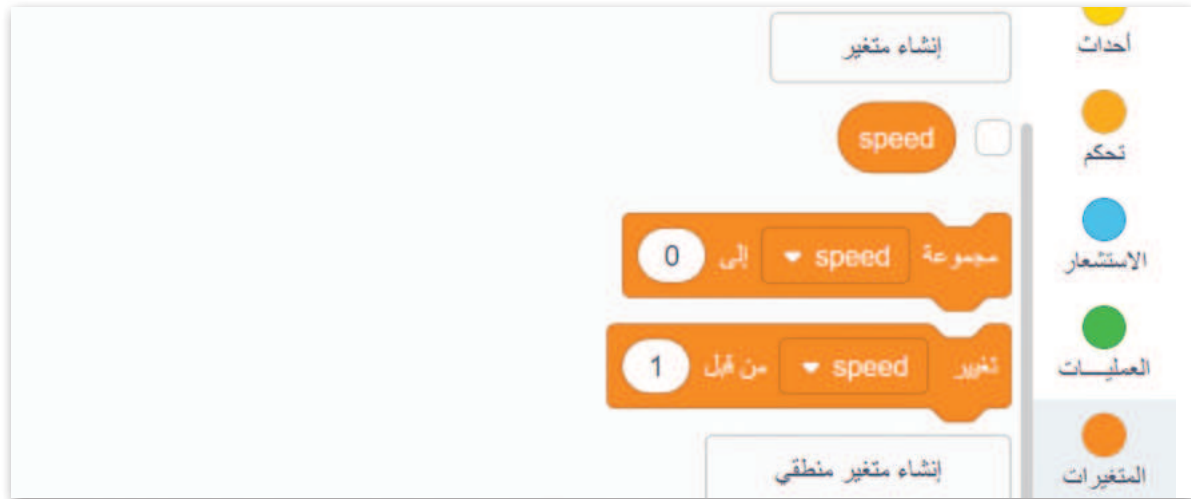 أحداث
تحكم
الاستشعار
العمليـــات
المتغيرات
إنشاء متغير
speed
مجموعة speed إلى 0
تغيير speed من قبل 1
إنشاء متغير منطقي